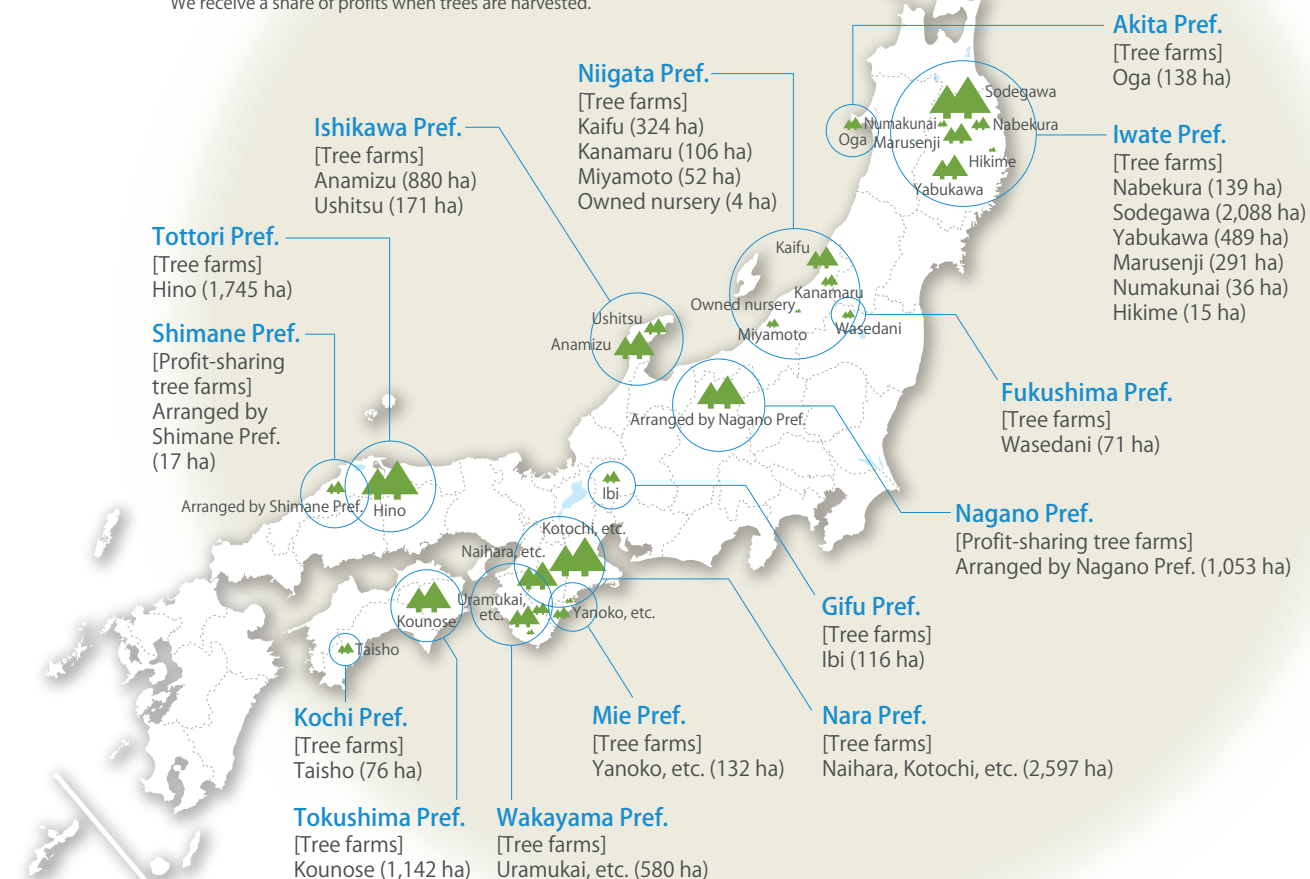 We receive a share of profits when trees are harvested.
Akita Pref.
[Tree farms]
Oga (138 ha)
Iwate Pref.
[Tree farms]
Nabekura (139 ha)
Sodegawa (2,088 ha)
Yabukawa (489 ha)
Marusenji (291 ha)
Numakunai (36 ha)
Hikime (15 ha)
Niigata Pref.
[Tree farms]
Kaifu (324 ha)
Kanamaru (106 ha)
Miyamoto (52 ha)
Owned nursery (4 ha)
Ishikawa Pref.
[Tree farms]
Anamizu (880 ha)
Ushitsu (171 ha)
Tottori Pref.
[Tree farms]
Hino (1,745 ha)
Shimane Pref.
[Profit-sharing
tree farms]
Arranged by
Shimane Pref.
(17 ha)
Fukushima Pref.
[Tree farms]
Wasedani (71 ha)
Nagano Pref.
[Profit-sharing tree farms]
Arranged by Nagano Pref. (1,053 ha)
Gifu Pref.
[Tree farms]
Ibi (116 ha)
Nara Pref.
[Tree farms]
Naihara, Kotochi, etc. (2,597 ha)
Mie Pref.
[Tree farms]
Yanoko, etc. (132 ha)
Kochi Pref.
[Tree farms]
Taisho (76 ha)
Tokushima Pref.
[Tree farms]
Kounose (1,142 ha)
Wakayama Pref.
[Tree farms]
Uramukai, etc. (580 ha)
Sodegawa
Numakunai
Nabekura
Oga
Marusenji
Hikime
Yabukawa
Kaifu
Kanamaru
Owned nursery
Miyamoto
Wasedani
Ushitsu
Anamizu
Arranged by Nagano Pref.
Ibi
Arranged by Shimane Pref.
Hino
Kotochi, etc.
Naihara, etc.
Uramukai,
etc.
Yanoko, etc.
Kounose
Taisho